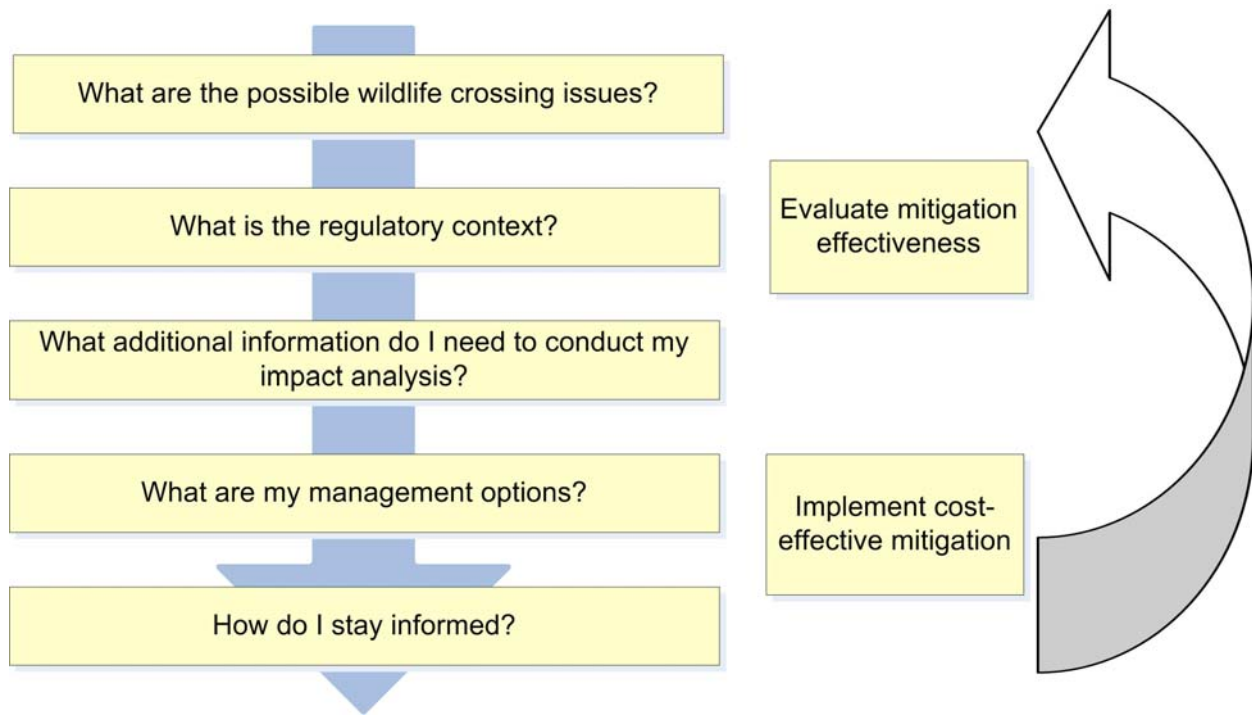 What are the possible wildlife crossing issues?
What is the regulatory context?
What additional information do I need to conduct my
impact analysis?
What are my management options?
How do I stay informed?
Evaluate mitigation
effectiveness
Implement cost-
effective mitigation